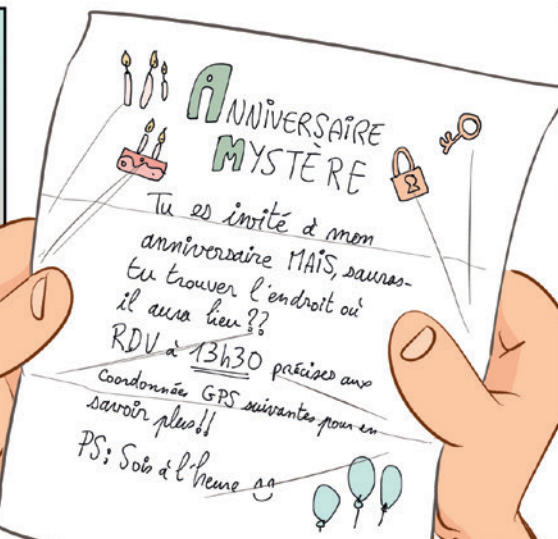 ANNIVERSAIRE
MYSTÈRE
Tu es invité à mon
anniversaire MAIS, sauras-
tu trouver l'endroit où
il aura lieu ??
RDV à 13h30 précises aux
Coordonnées GPS suivantes pour en
savoir plus !!
PS : Sois à l'heure